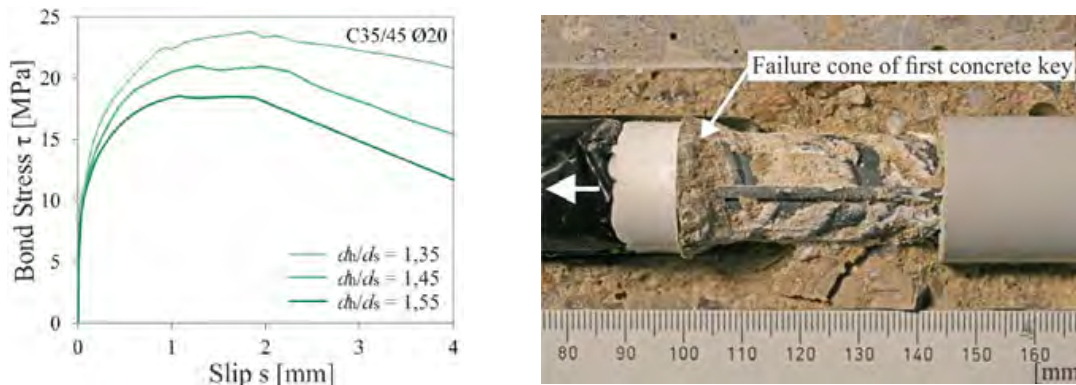 25
20
15
10
5
0
Bond Stress τ [MPa]
C35/45 Ø20
dh/ds = 1,35
dh/ds = 1,45
dh/ds = 1,55
0 1 2 3 4
Slip s [mm]
Failure cone of first concrete key
80 90 100 110 120 130 140 150 160
[mm]